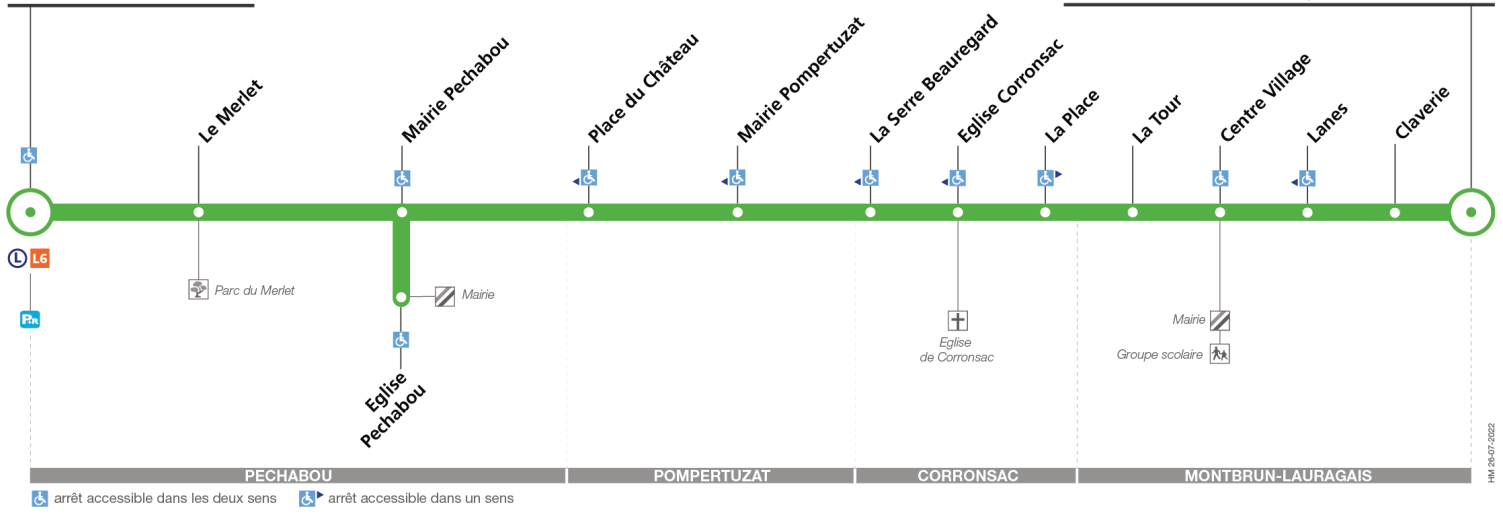 Le Merlet
Mairie Pechabou
Place du Château
Mairie Pompertuzat
La Serre Beauregard
Eglise Corronsac
La Place
La Tour
Centre Village
Lanes
Claverie
L L6
Parc du Merlet
Mairie
P+R
Eglise
de Corronsac
Mairie
Groupe scolaire
Eglise
Pechabou
PECHABOU
POMPERTUZAT
CORRONSAC
MONTBRUN-LAURAGAIS
arrêt accessible dans les deux sens
arrêt accessible dans un sens
HM 26-07-2022